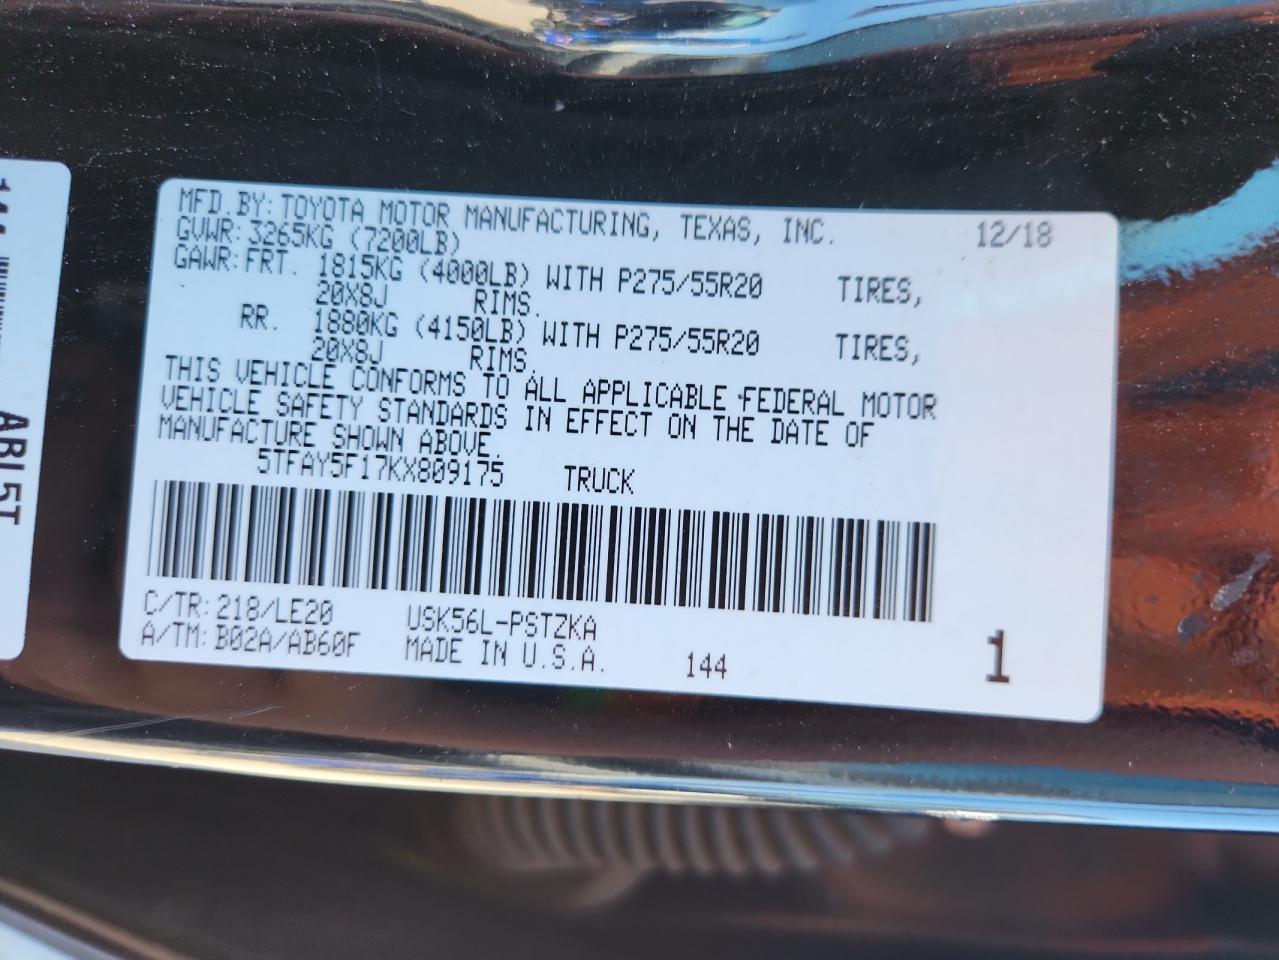 MFD.BY:TOYOTA MOTOR MANUFACTURING, TEXAS, INC. 12/18
GVWR:3265KG (7200LB)
GAWR:FRT. 1815KG (4000LB) WITH P275/55R20 TIRES,
20X8J RIMS.
RR. 1880KG (4150LB) WITH P275/55R20 TIRES,
20X8J RIMS.
THIS VEHICLE CONFORMS TO ALL APPLICABLE FEDERAL MOTOR
VEHICLE SAFETY STANDARDS IN EFFECT ON THE DATE OF
MANUFACTURE SHOWN ABOVE.
5TFAY5F17KX809175 TRUCK
C/TR:218/LE20 USK56L-PSTZKA
A/TM:B02A/AB60F MADE IN U.S.A. 144 1